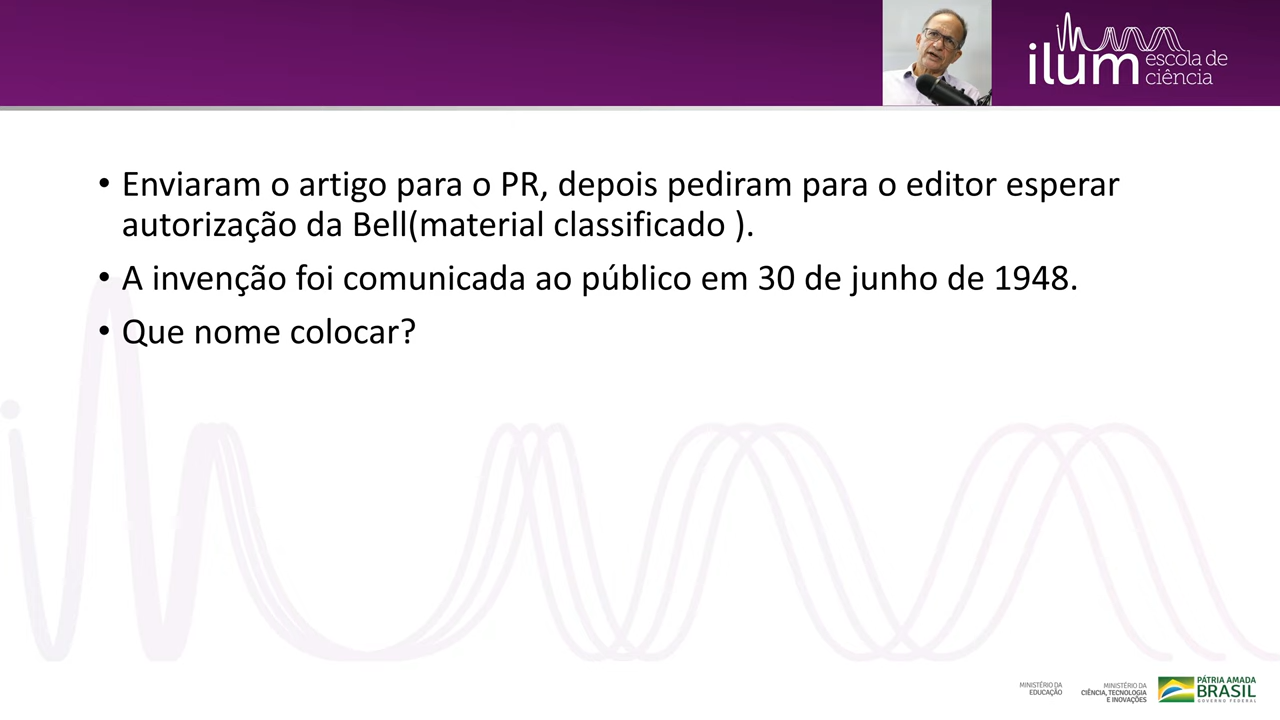 ilum escola de
ciência
• Enviaram o artigo para o PR, depois pediram para o editor esperar
autorização da Bell(material classificado ).
• A invenção foi comunicada ao público em 30 de junho de 1948.
• Que nome colocar?
MINISTÉRIO DA
EDUCAÇÃO
MINISTÉRIO DA
CIÊNCIA, TECNOLOGIA
E INOVAÇÕES
PÁTRIA AMADA
BRASIL
GOVERNO FEDERAL